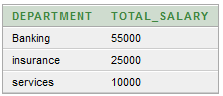 DEPARTMENT TOTAL_SALARY
Banking 55000
insurance 25000
services 10000